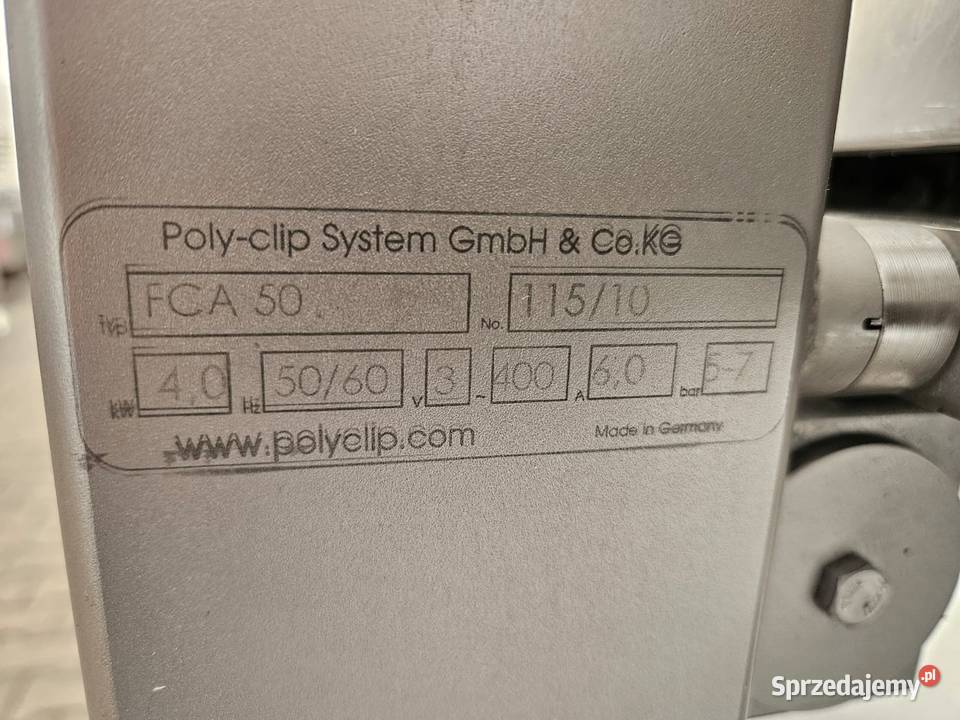 Poly-clip System GmbH & Co.KG
Typ FCA 50 No. 115/10
kW 4,0 Hz 50/60 V 3 ~ 400 A 6,0 bar 5-7
www.polyclip.com Made in Germany
Sprzedajemy.pl